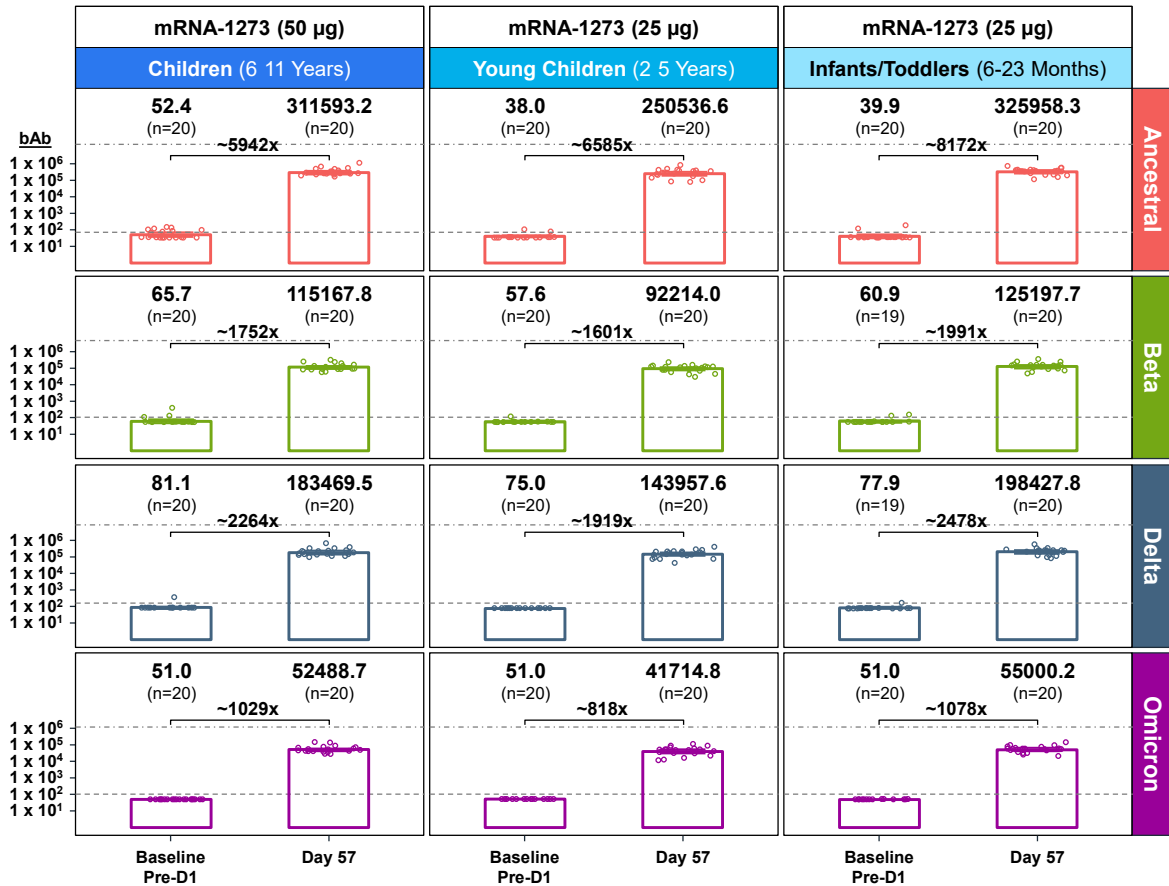 mRNA-1273 (50 µg) mRNA-1273 (25 µg) mRNA-1273 (25 µg)
Children (6 11 Years) Young Children (2 5 Years) Infants/Toddlers (6-23 Months)
52.4 311593.2 38.0 250536.6 39.9 325958.3
(n=20) (n=20) (n=20) (n=20) (n=20) (n=20)
bAb
~5942x ~6585x ~8172x
1 x 10⁶
1 x 10⁵
1 x 10⁴
1 x 10³
1 x 10²
1 x 10¹
Ancestral
65.7 115167.8 57.6 92214.0 60.9 125197.7
(n=20) (n=20) (n=20) (n=20) (n=19) (n=20)
~1752x ~1601x ~1991x
1 x 10⁶
1 x 10⁵
1 x 10⁴
1 x 10³
1 x 10²
1 x 10¹
Beta
81.1 183469.5 75.0 143957.6 77.9 198427.8
(n=20) (n=20) (n=20) (n=20) (n=19) (n=20)
~2264x ~1919x ~2478x
1 x 10⁶
1 x 10⁵
1 x 10⁴
1 x 10³
1 x 10²
1 x 10¹
Delta
51.0 52488.7 51.0 41714.8 51.0 55000.2
(n=20) (n=20) (n=20) (n=20) (n=20) (n=20)
~1029x ~818x ~1078x
1 x 10⁶
1 x 10⁵
1 x 10⁴
1 x 10³
1 x 10²
1 x 10¹
Omicron
Baseline Day 57 Baseline Day 57 Baseline Day 57
Pre-D1 Pre-D1 Pre-D1